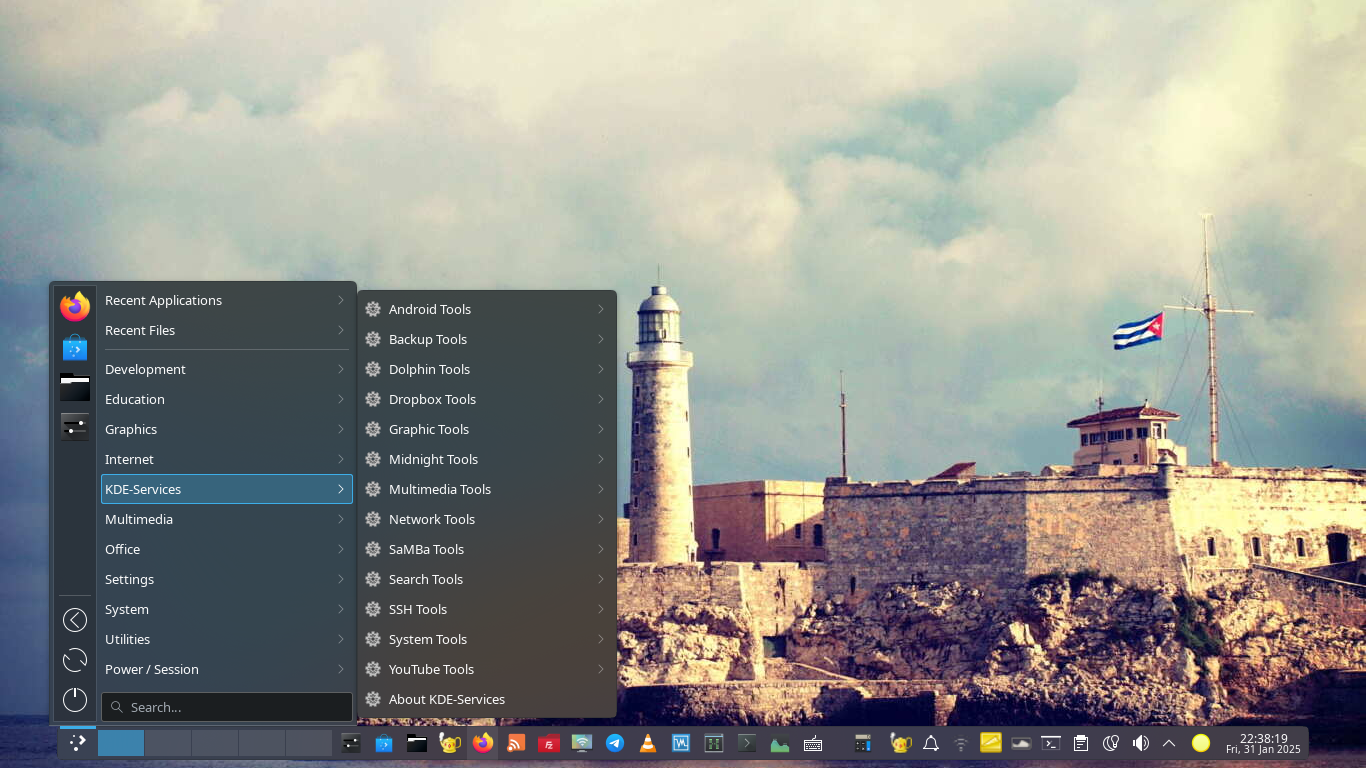 Recent Applications
Recent Files
Development
Education
Graphics
Internet
KDE-Services
Multimedia
Office
Settings
System
Utilities
Power / Session
Search...
Android Tools
Backup Tools
Dolphin Tools
Dropbox Tools
Graphic Tools
Midnight Tools
Multimedia Tools
Network Tools
SaMBa Tools
Search Tools
SSH Tools
System Tools
YouTube Tools
About KDE-Services
22:38:19
Fri, 31 Jan 2025